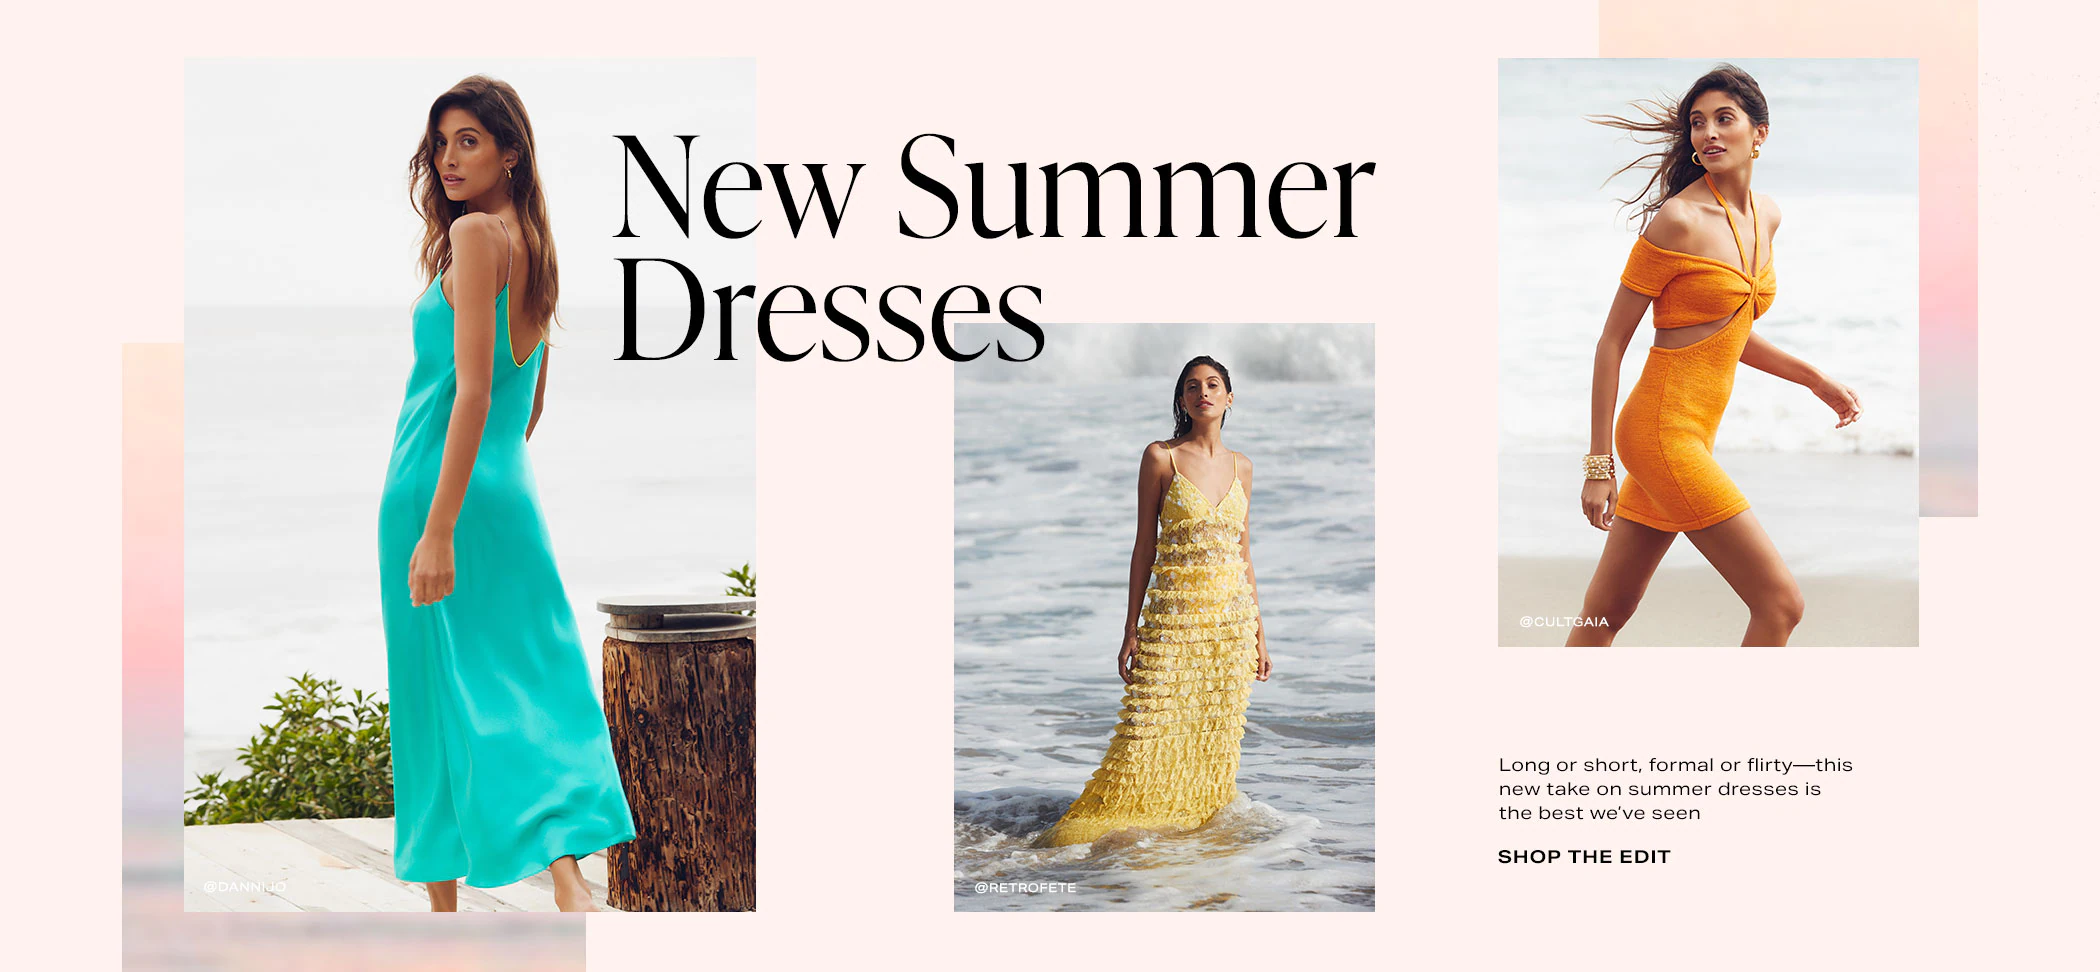 New Summer
Dresses
@DANNIJO
@RETROFETE
@CULTGAIA
Long or short, formal or flirty—this
new take on summer dresses is
the best we've seen
SHOP THE EDIT